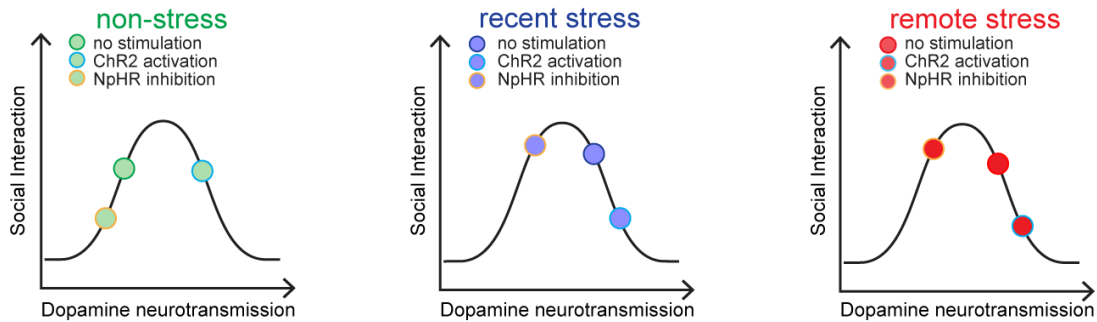 non-stress
no stimulation
ChR2 activation
NpHR inhibition
Social Interaction
Dopamine neurotransmission
recent stress
no stimulation
ChR2 activation
NpHR inhibition
Social Interaction
Dopamine neurotransmission
remote stress
no stimulation
ChR2 activation
NpHR inhibition
Social Interaction
Dopamine neurotransmission